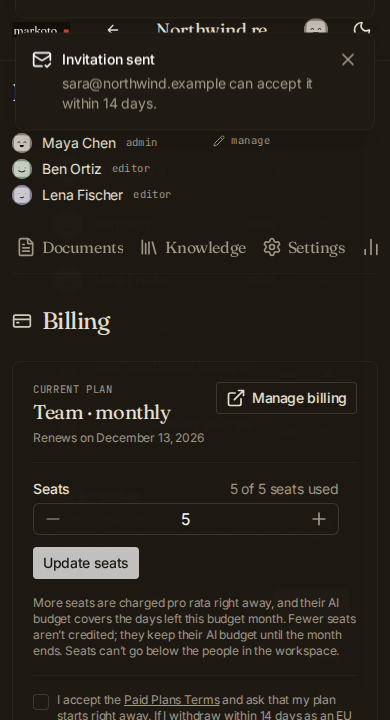 markoto
Northwind re
Invitation sent
sara@northwind.example can accept it
within 14 days.
Maya Chen admin
manage
Ben Ortiz editor
Lena Fischer editor
Documents Knowledge Settings
Billing
CURRENT PLAN
Team · monthly
Manage billing
Renews on December 13, 2026
Seats 5 of 5 seats used
5
Update seats
More seats are charged pro rata right away, and their AI
budget covers the days left this budget month. Fewer seats
aren't credited; they keep their AI budget until the month
ends. Seats can't go below the people in the workspace.
I accept the Paid Plans Terms and ask that my plan
starts right away. If I withdraw within 14 days as an EU